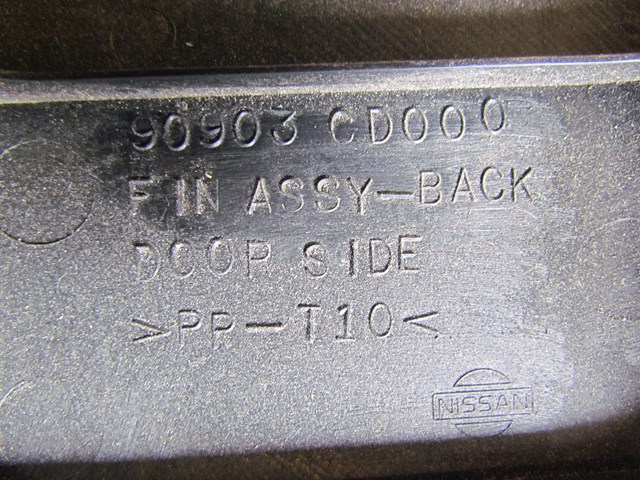 90903 CD000
FIN ASSY-BACK
DOOR SIDE
>PP-T10<
NISSAN